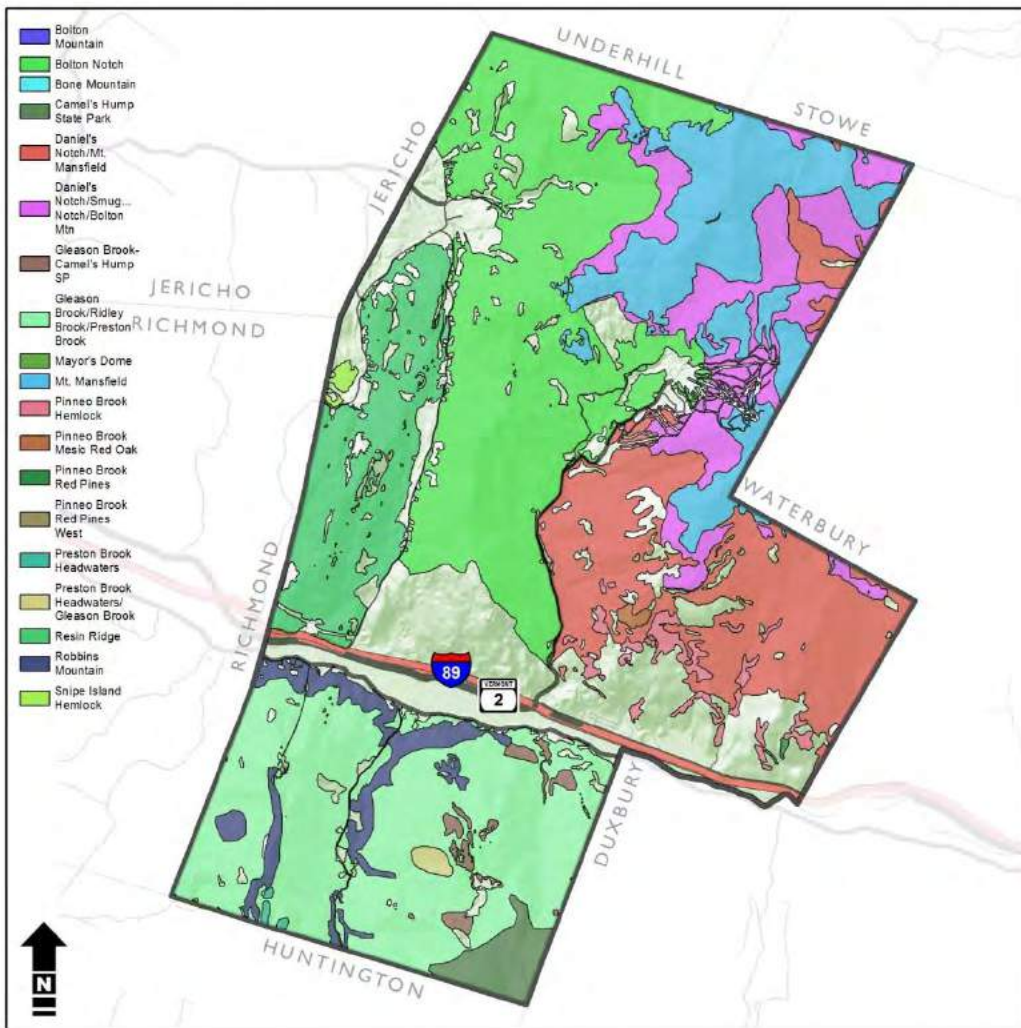 Bolton
Mountain
Bolton Notch
Bone Mountain
Camel's Hump
State Park
Daniel's
Notch/Mt.
Mansfield
Daniel's
Notch/Smug...
Notch/Bolton
Mtn
Gleason Brook-
Camel's Hump
SP
Gleason
Brook/Ridley
Brook/Preston
Brook
Mayor's Dome
Mt. Mansfield
Pinneo Brook
Hemlock
Pinneo Brook
Mesic Red Oak
Pinneo Brook
Red Pines
Pinneo Brook
Red Pines
West
Preston Brook
Headwaters
Preston Brook
Headwaters/
Gleason Brook
Resin Ridge
Robbins
Mountain
Snipe Island
Hemlock
UNDERHILL
STOWE
JERICHO
JERICHO
RICHMOND
WATERBURY
RICHMOND
89
VERMONT
2
DUXBURY
HUNTINGTON
N